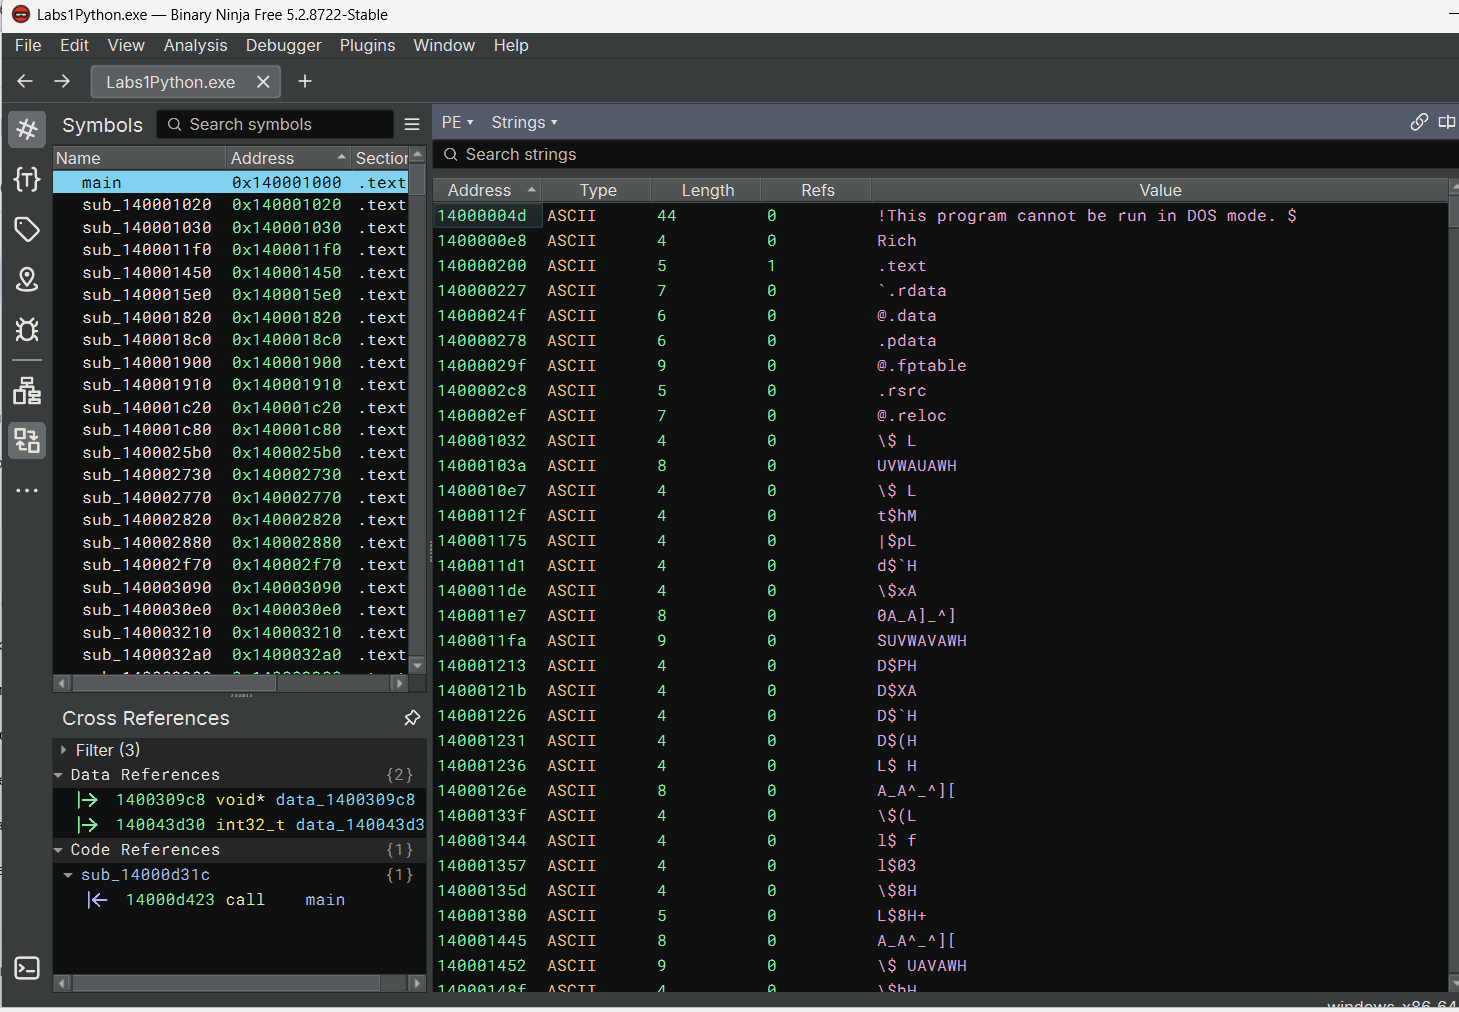 Labs1Python.exe — Binary Ninja Free 5.2.8722-Stable
File Edit View Analysis Debugger Plugins Window Help
Labs1Python.exe
Symbols
Search symbols
Name Address Section
main 0x140001000 .text
sub_140001020 0x140001020 .text
sub_140001030 0x140001030 .text
sub_1400011f0 0x1400011f0 .text
sub_140001450 0x140001450 .text
sub_1400015e0 0x1400015e0 .text
sub_140001820 0x140001820 .text
sub_1400018c0 0x1400018c0 .text
sub_140001900 0x140001900 .text
sub_140001910 0x140001910 .text
sub_140001c20 0x140001c20 .text
sub_140001c80 0x140001c80 .text
sub_1400025b0 0x1400025b0 .text
sub_140002730 0x140002730 .text
sub_140002770 0x140002770 .text
sub_140002820 0x140002820 .text
sub_140002880 0x140002880 .text
sub_140002f70 0x140002f70 .text
sub_140003090 0x140003090 .text
sub_1400030e0 0x1400030e0 .text
sub_140003210 0x140003210 .text
sub_1400032a0 0x1400032a0 .text
Cross References
Filter (3)
Data References {2}
1400309c8 void* data_1400309c8
140043d30 int32_t data_140043d3
Code References {1}
sub_14000d31c {1}
14000d423 call main
PE Strings
Search strings
Address Type Length Refs Value
14000004d ASCII 44 0 !This program cannot be run in DOS mode. $
1400000e8 ASCII 4 0 Rich
140000200 ASCII 5 1 .text
140000227 ASCII 7 0 `.rdata
14000024f ASCII 6 0 @.data
140000278 ASCII 6 0 .pdata
14000029f ASCII 9 0 @.fptable
1400002c8 ASCII 5 0 .rsrc
1400002ef ASCII 7 0 @.reloc
140001032 ASCII 4 0 \$ L
14000103a ASCII 8 0 UVWAUAWH
1400010e7 ASCII 4 0 \$ L
14000112f ASCII 4 0 t$hM
140001175 ASCII 4 0 |$pL
1400011d1 ASCII 4 0 d$`H
1400011de ASCII 4 0 \$xA
1400011e7 ASCII 8 0 0A_A]_^]
1400011fa ASCII 9 0 SUVWAVAWH
140001213 ASCII 4 0 D$PH
14000121b ASCII 4 0 D$XA
140001226 ASCII 4 0 D$`H
140001231 ASCII 4 0 D$(H
140001236 ASCII 4 0 L$ H
14000126e ASCII 8 0 A_A^_^][
14000133f ASCII 4 0 \$(L
140001344 ASCII 4 0 l$ f
140001357 ASCII 4 0 l$03
14000135d ASCII 4 0 \$8H
140001380 ASCII 5 0 L$8H+
140001445 ASCII 8 0 A_A^_^][
140001452 ASCII 9 0 \$ UAVAWH
14000148f ASCII 4 0 \$hH
windows-x86_64